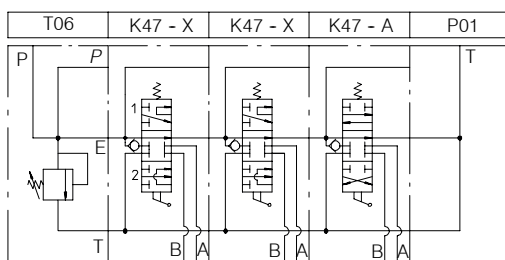 T06 K47 - X K47 - X K47 - A P01
P P T
1
E
2
T B A B A B A